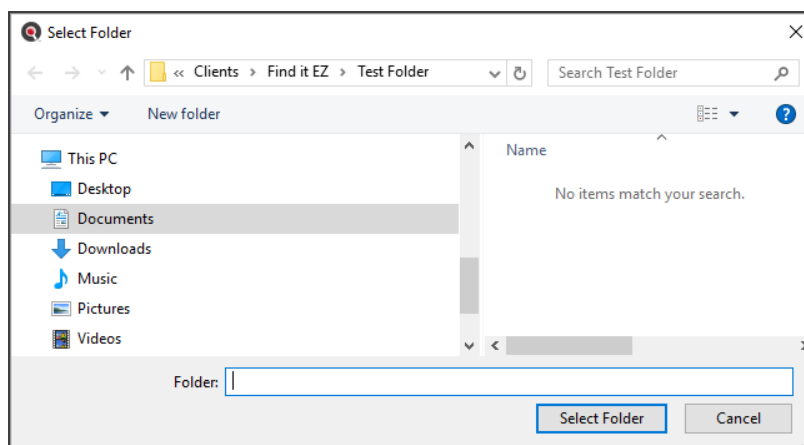 Select Folder
« Clients > Find it EZ > Test Folder
Search Test Folder
Organize
New folder
?
This PC
Desktop
Documents
Downloads
Music
Pictures
Videos
Name
No items match your search.
Folder:
Select Folder
Cancel